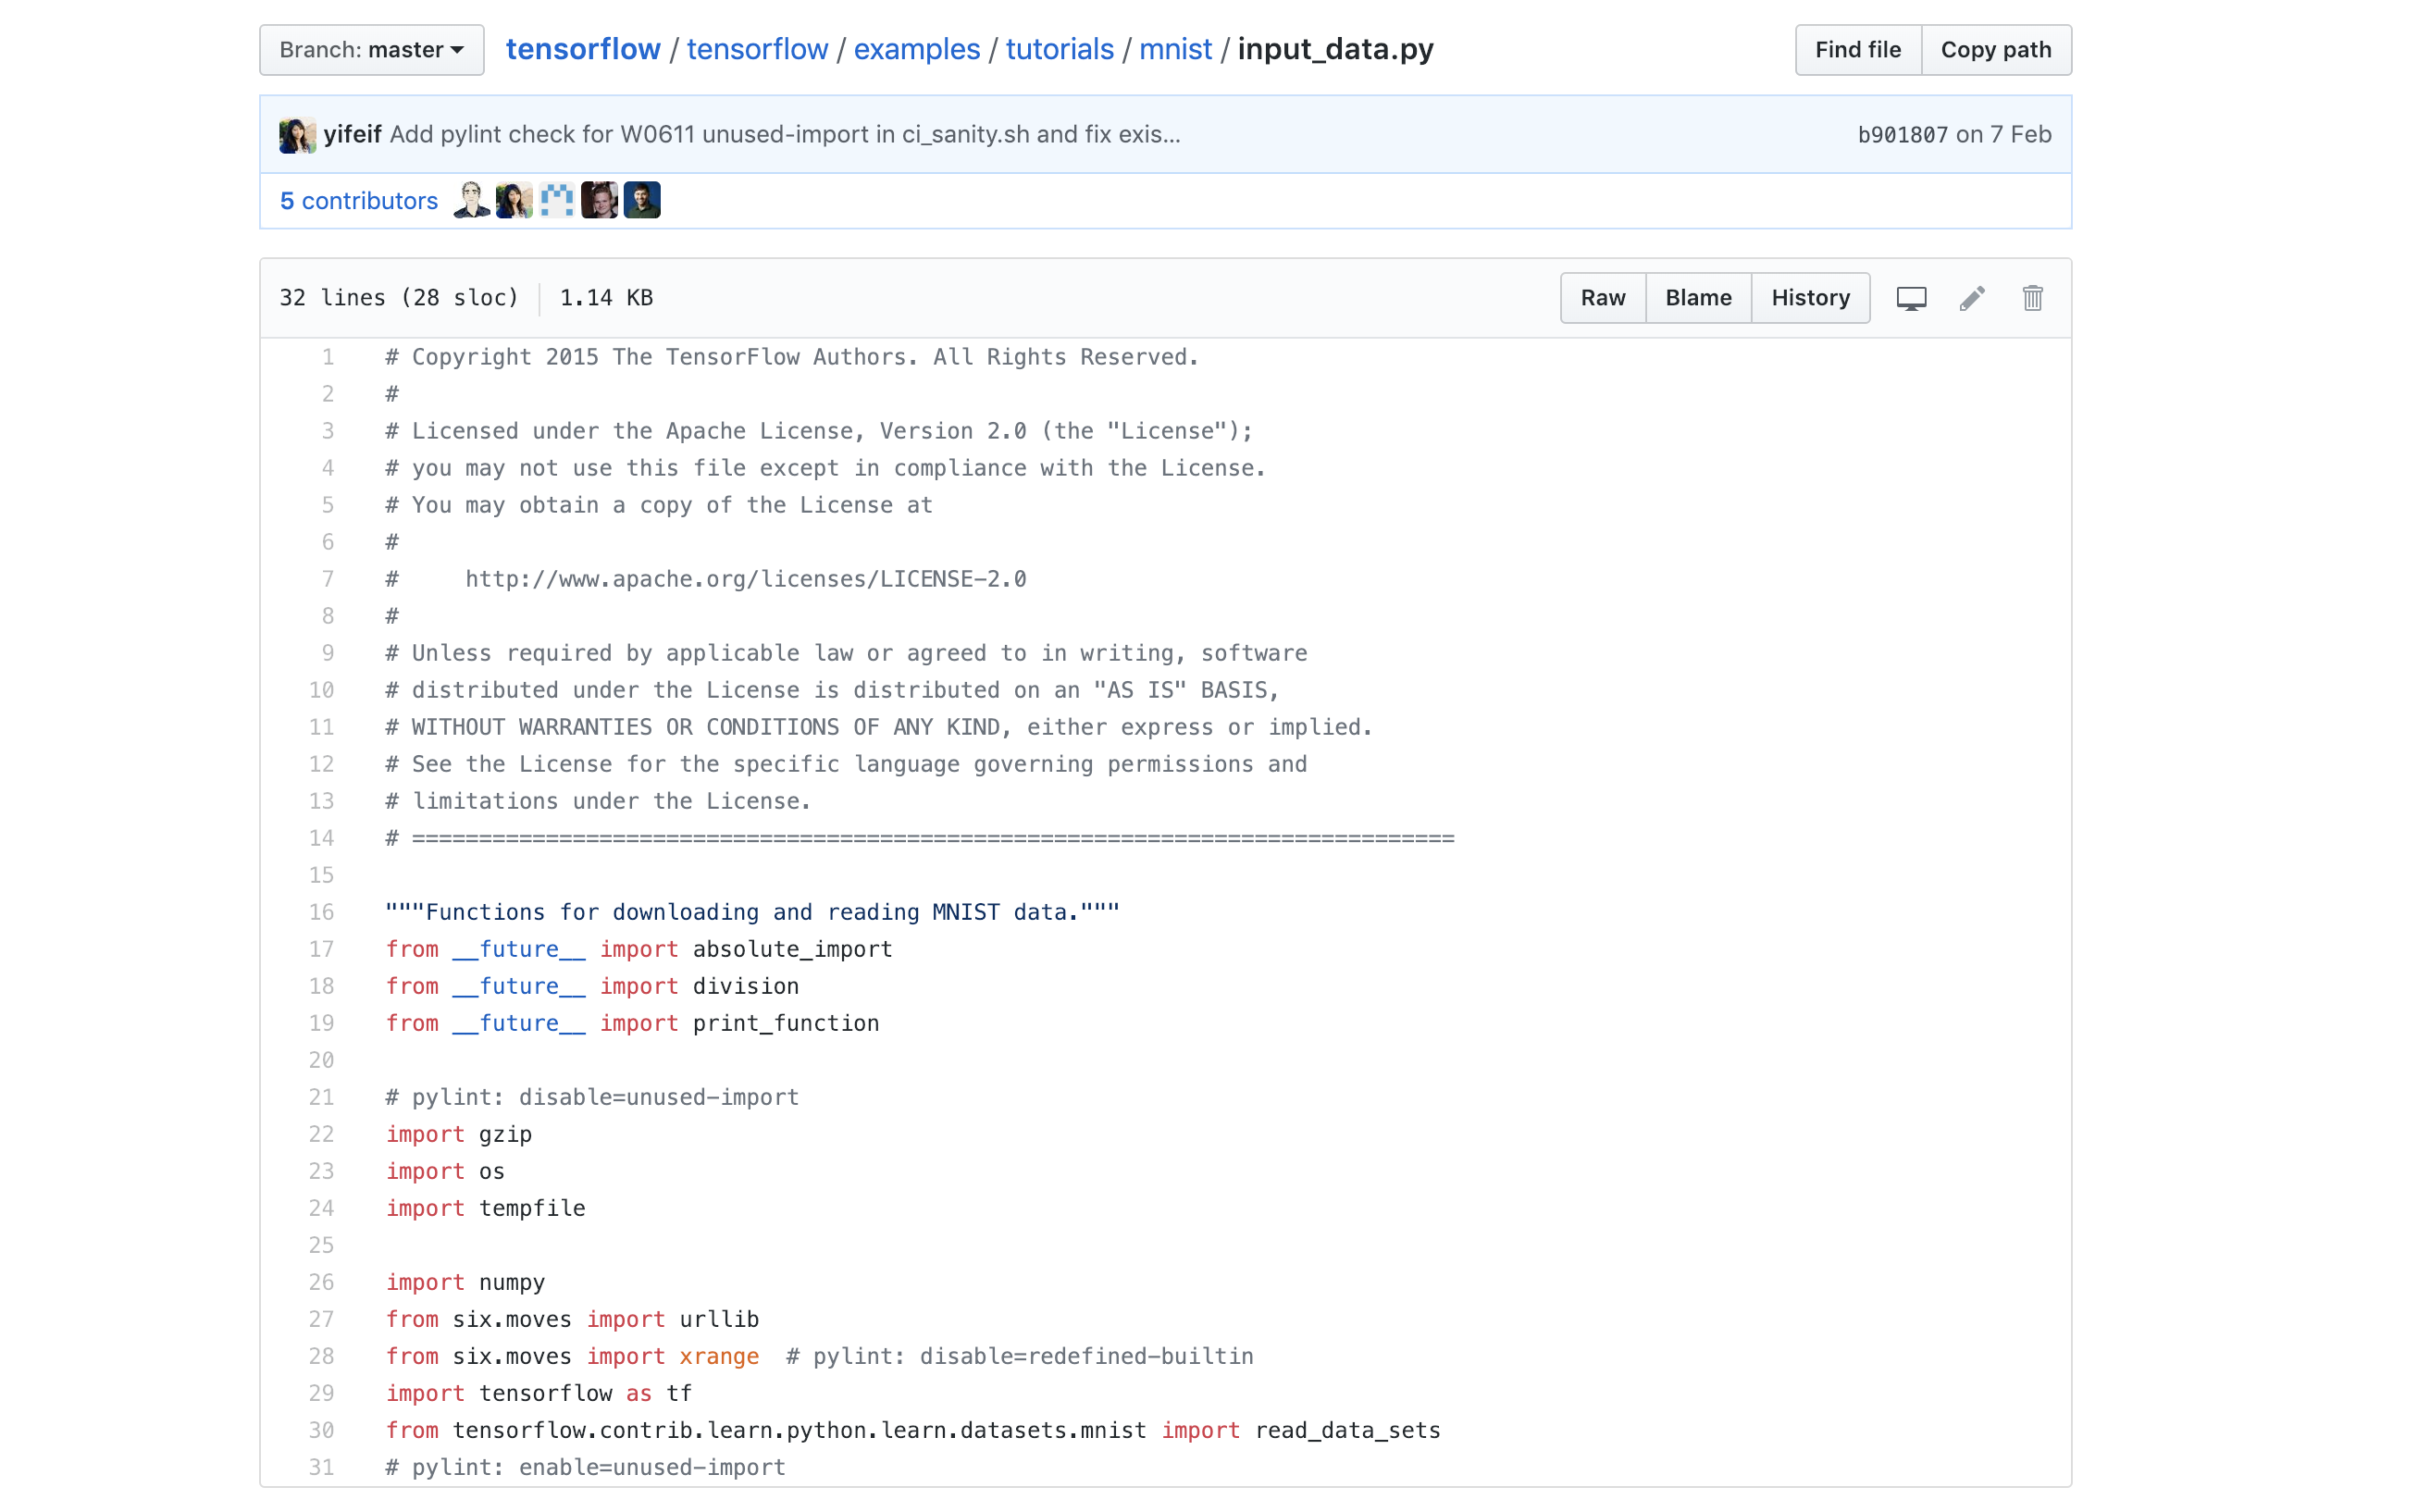 Branch: master tensorflow / tensorflow / examples / tutorials / mnist / input_data.py Find file Copy path
yifeif Add pylint check for W0611 unused-import in ci_sanity.sh and fix exis... b901807 on 7 Feb
5 contributors
32 lines (28 sloc) 1.14 KB Raw Blame History
1 # Copyright 2015 The TensorFlow Authors. All Rights Reserved.
2 #
3 # Licensed under the Apache License, Version 2.0 (the "License");
4 # you may not use this file except in compliance with the License.
5 # You may obtain a copy of the License at
6 #
7 #     http://www.apache.org/licenses/LICENSE-2.0
8 #
9 # Unless required by applicable law or agreed to in writing, software
10 # distributed under the License is distributed on an "AS IS" BASIS,
11 # WITHOUT WARRANTIES OR CONDITIONS OF ANY KIND, either express or implied.
12 # See the License for the specific language governing permissions and
13 # limitations under the License.
14 # ==============================================================================
15
16 """Functions for downloading and reading MNIST data."""
17 from __future__ import absolute_import
18 from __future__ import division
19 from __future__ import print_function
20
21 # pylint: disable=unused-import
22 import gzip
23 import os
24 import tempfile
25
26 import numpy
27 from six.moves import urllib
28 from six.moves import xrange  # pylint: disable=redefined-builtin
29 import tensorflow as tf
30 from tensorflow.contrib.learn.python.learn.datasets.mnist import read_data_sets
31 # pylint: enable=unused-import